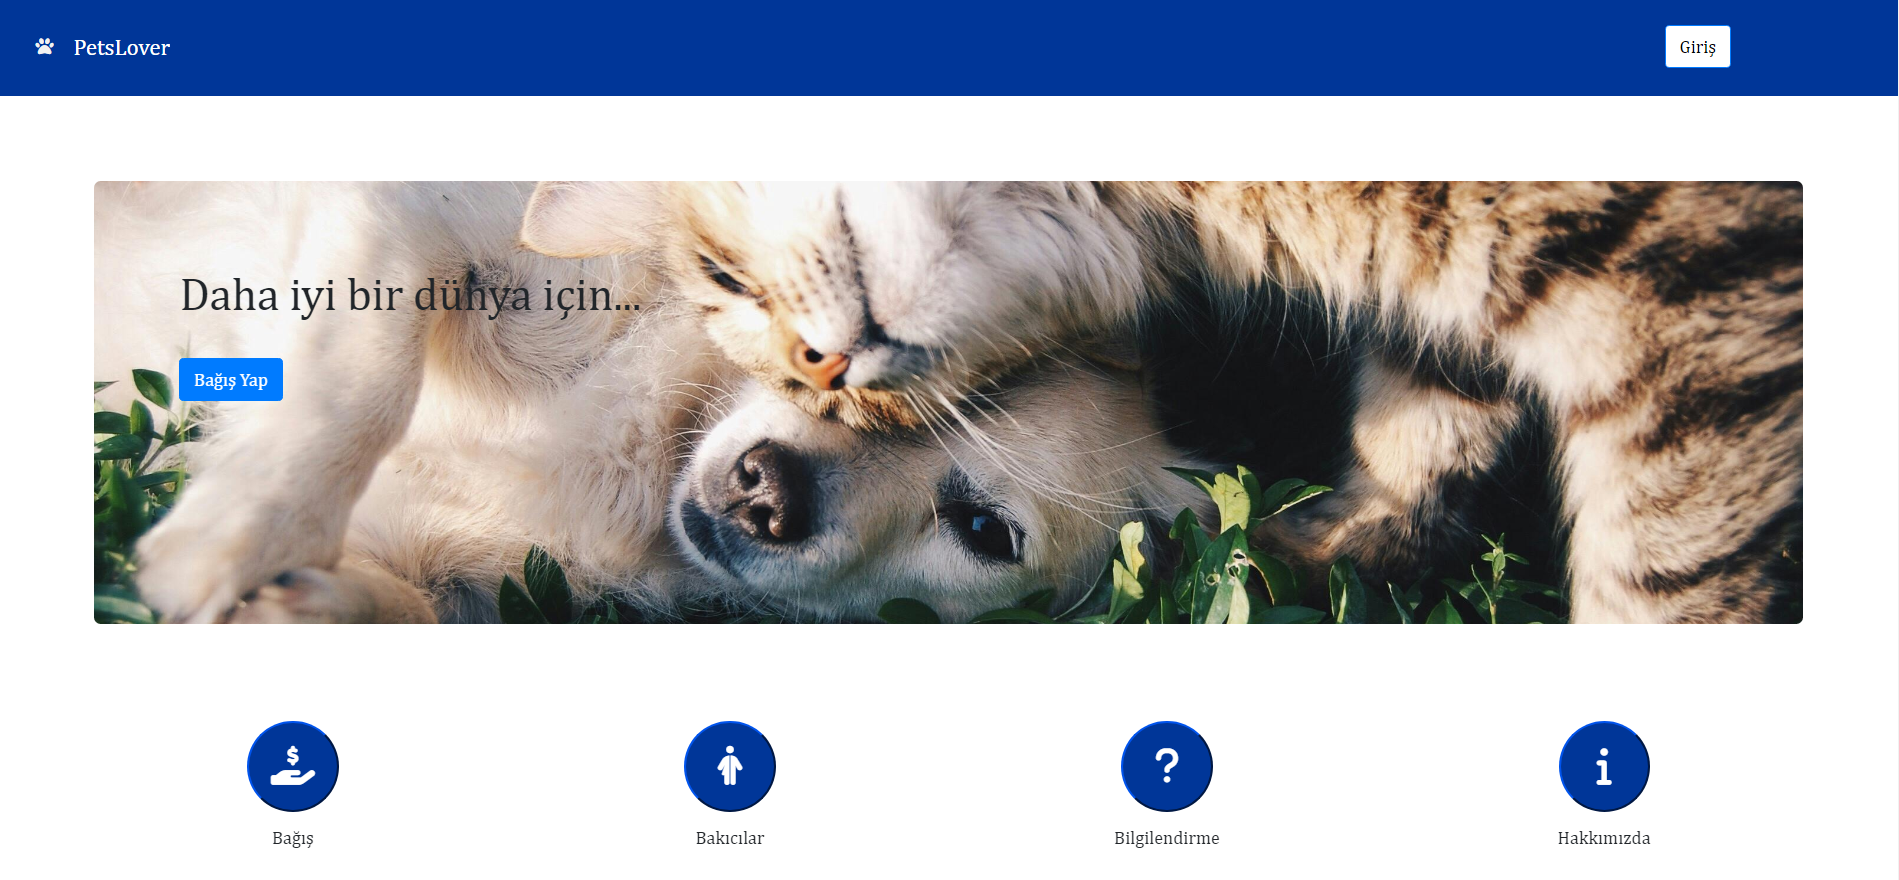 PetsLover
Giriş
Daha iyi bir dünya için...
Bağış Yap
Bağış
Bakıcılar
Bilgilendirme
Hakkımızda